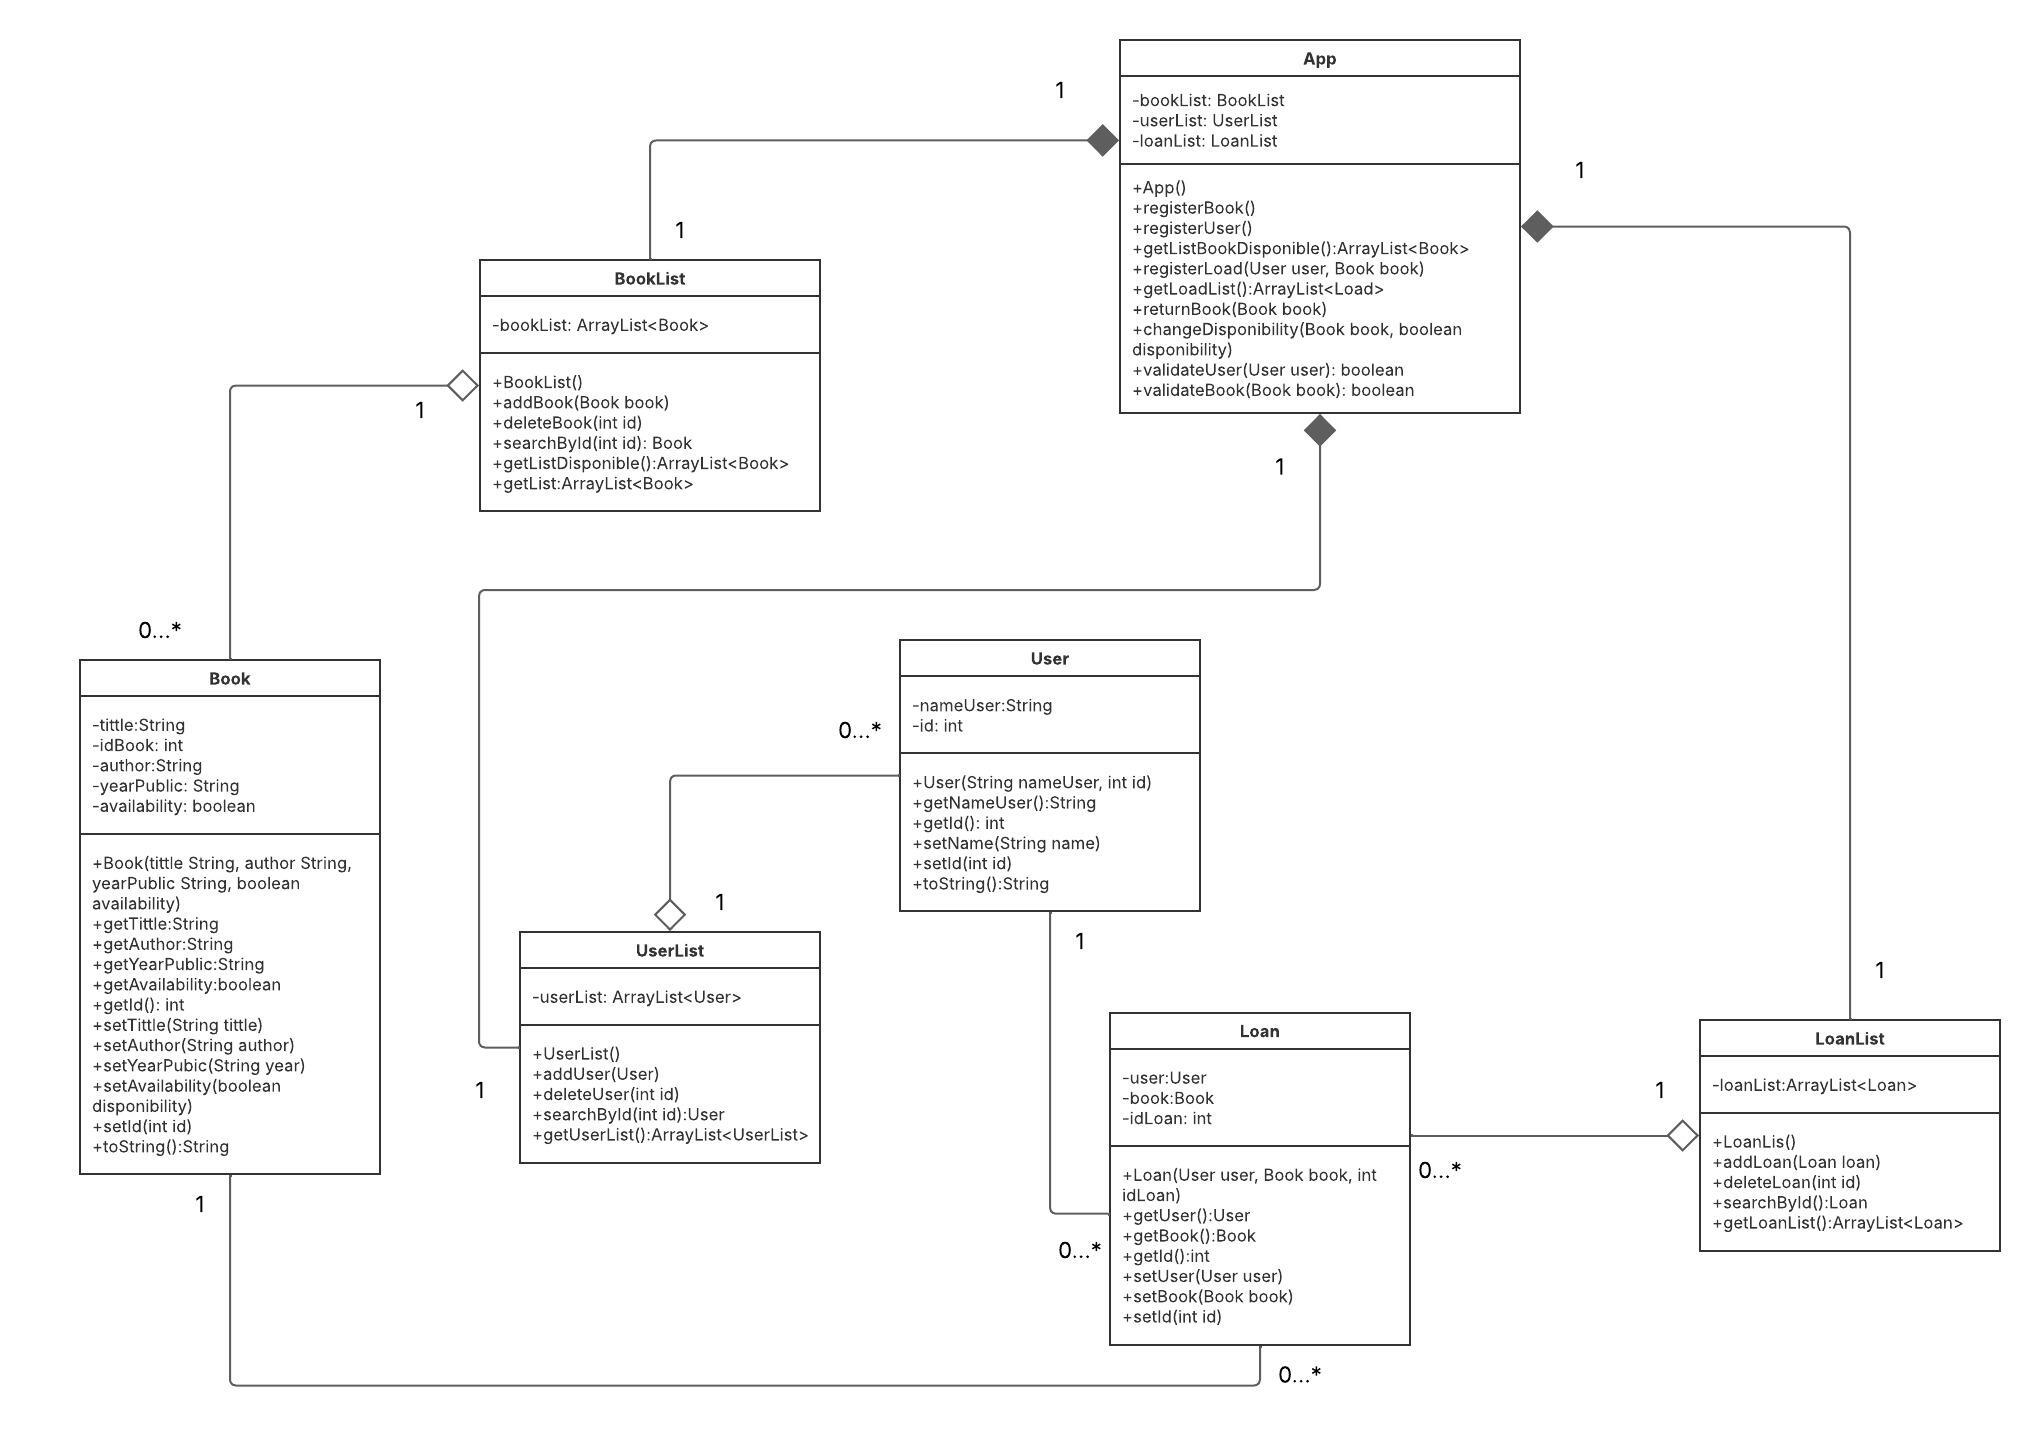 App
-bookList: BookList
-userList: UserList
-loanList: LoanList
+App()
+registerBook()
+registerUser()
+getListBookDisponible():ArrayList<Book>
+registerLoad(User user, Book book)
+getLoadList():ArrayList<Load>
+returnBook(Book book)
+changeDisponibility(Book book, boolean
disponibility)
+validateUser(User user): boolean
+validateBook(Book book): boolean
1
1
1
1
BookList
-bookList: ArrayList<Book>
+BookList()
+addBook(Book book)
+deleteBook(int id)
+searchById(int id): Book
+getListDisponible():ArrayList<Book>
+getList:ArrayList<Book>
1
0...*
Book
-tittle:String
-idBook: int
-author:String
-yearPublic: String
-availability: boolean
+Book(tittle String, author String,
yearPublic String, boolean
availability)
+getTittle:String
+getAuthor:String
+getYearPublic:String
+getAvailability:boolean
+getId(): int
+setTittle(String tittle)
+setAuthor(String author)
+setYearPubic(String year)
+setAvailability(boolean
disponibility)
+setId(int id)
+toString():String
1
User
-nameUser:String
-id: int
+User(String nameUser, int id)
+getNameUser():String
+getId(): int
+setName(String name)
+setId(int id)
+toString():String
0...*
1
1
UserList
-userList: ArrayList<User>
+UserList()
+addUser(User)
+deleteUser(int id)
+searchById(int id):User
+getUserList():ArrayList<UserList>
1
Loan
-user:User
-book:Book
-idLoan: int
+Loan(User user, Book book, int
idLoan)
+getUser():User
+getBook():Book
+getId():int
+setUser(User user)
+setBook(Book book)
+setId(int id)
0...*
0...*
0...*
1
1
LoanList
-loanList:ArrayList<Loan>
+LoanLis()
+addLoan(Loan loan)
+deleteLoan(int id)
+searchById():Loan
+getLoanList():ArrayList<Loan>